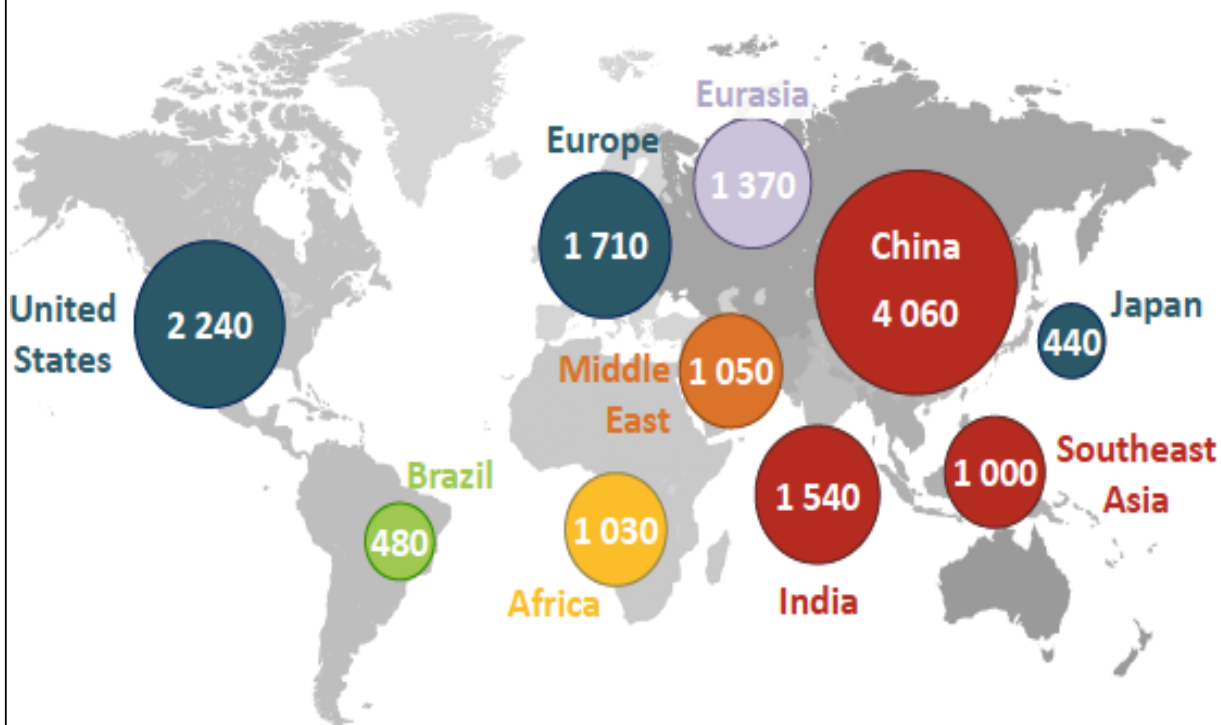 Eurasia
1 370
Europe
1 710
China
4 060
United
States
2 240
Japan
440
Middle
East
1 050
Brazil
480
Southeast
Asia
1 000
India
1 540
Africa
1 030